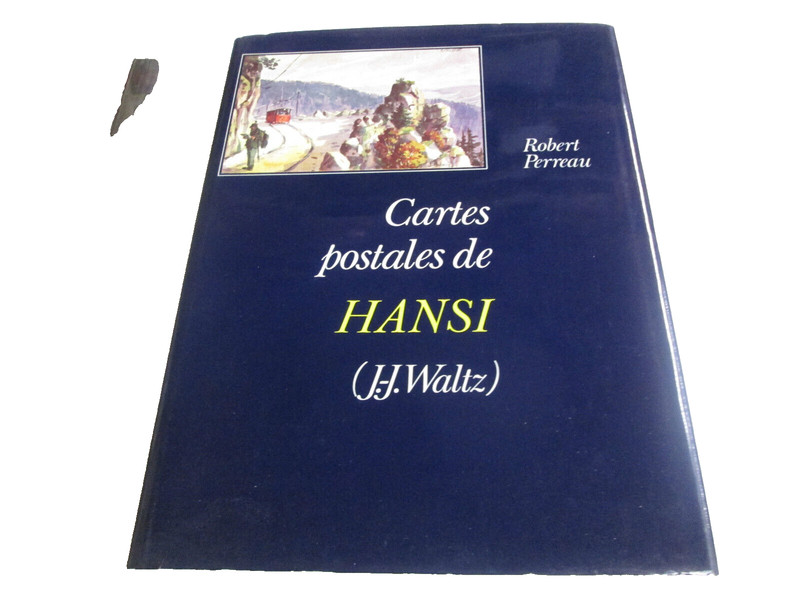 Robert
Perreau
Cartes
postales de
HANSI
(J.-J. Waltz)